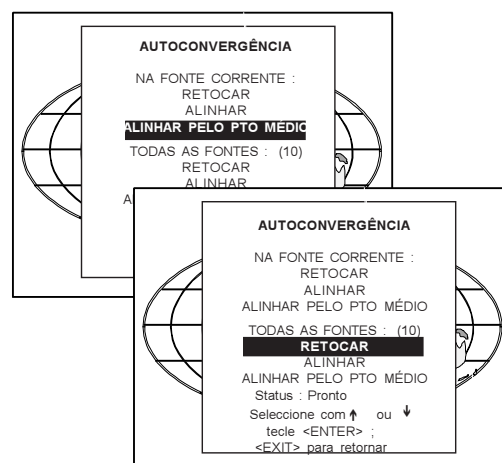 AUTOCONVERGÊNCIA
NA FONTE CORRENTE :
RETOCAR
ALINHAR
ALINHAR PELO PTO MÉDIO
TODAS AS FONTES : (10)
RETOCAR
ALINHAR
A
AUTOCONVERGÊNCIA
NA FONTE CORRENTE :
RETOCAR
ALINHAR
ALINHAR PELO PTO MÉDIO
TODAS AS FONTES : (10)
RETOCAR
ALINHAR
ALINHAR PELO PTO MÉDIO
Status : Pronto
Seleccione com ↑ ou ↓
tecle <ENTER> ;
<EXIT> para retornar